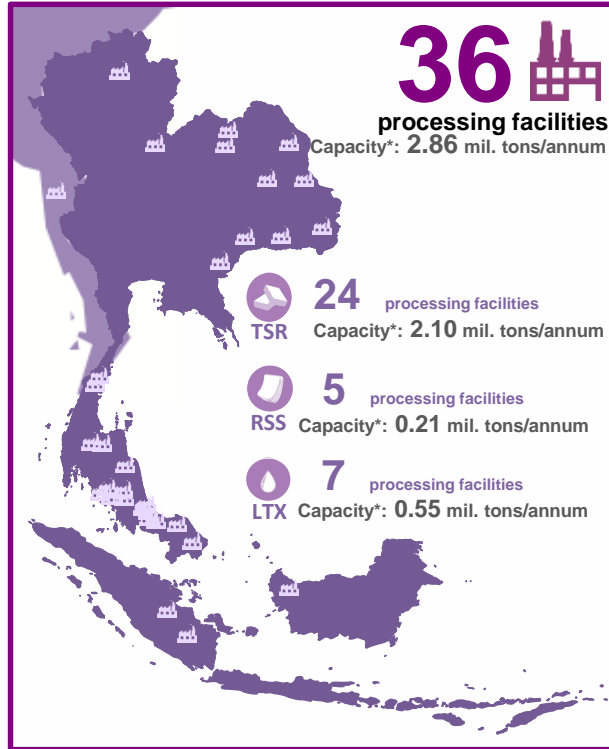 36
processing facilities
Capacity*: 2.86 mil. tons/annum
24 processing facilities
TSR Capacity*: 2.10 mil. tons/annum
5 processing facilities
RSS Capacity*: 0.21 mil. tons/annum
7 processing facilities
LTX Capacity*: 0.55 mil. tons/annum